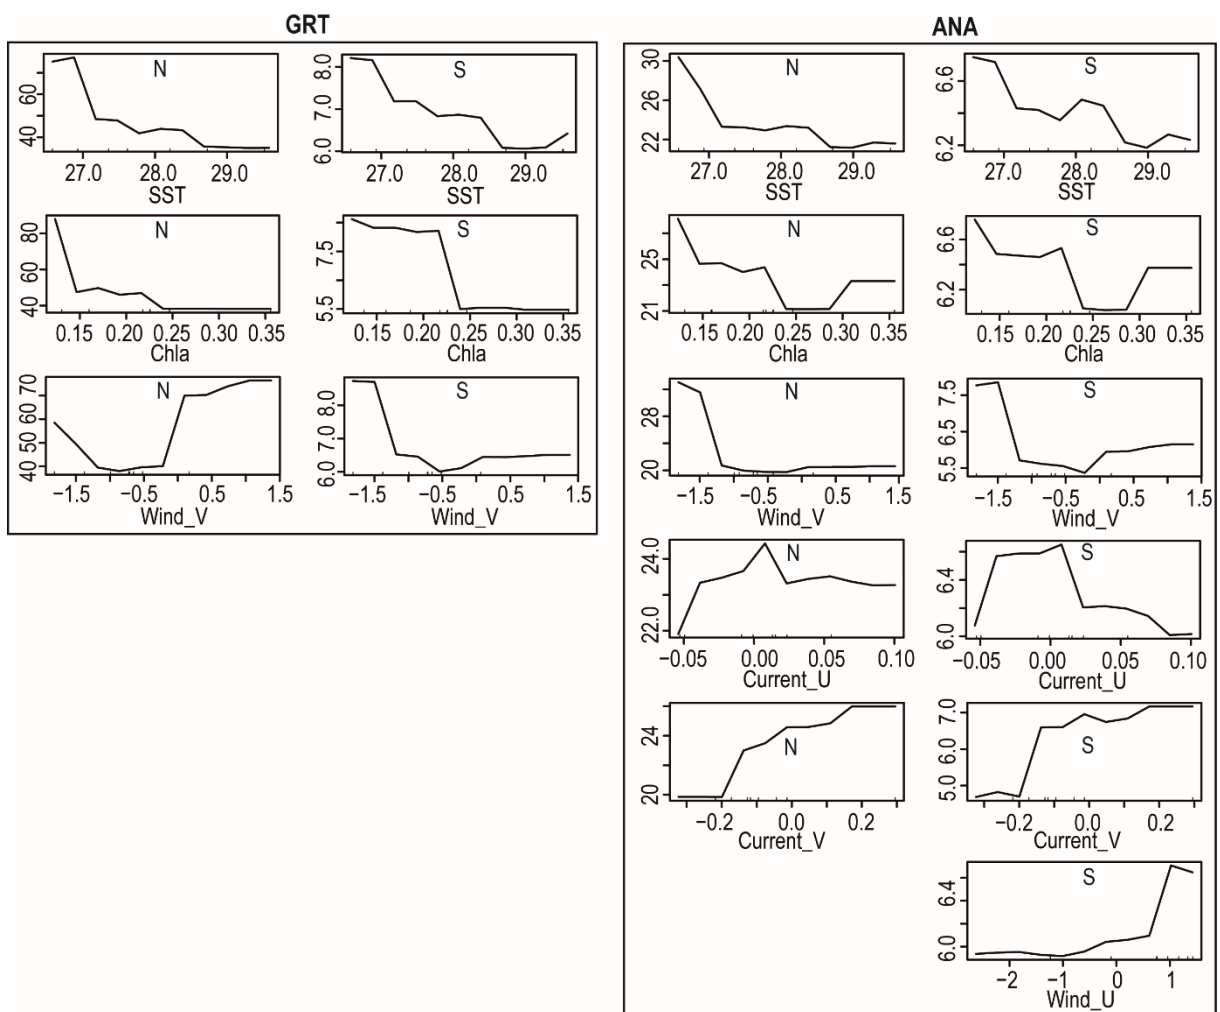 GRT
ANA
N
40 60
27.0 28.0 29.0
SST
S
6.0 7.0 8.0
27.0 28.0 29.0
SST
N
22 26 30
27.0 28.0 29.0
SST
S
6.2 6.6
27.0 28.0 29.0
SST
N
40 60 80
0.15 0.20 0.25 0.30 0.35
Chla
S
5.5 7.5
0.15 0.20 0.25 0.30 0.35
Chla
N
21 25
0.15 0.20 0.25 0.30 0.35
Chla
S
6.2 6.6
0.15 0.20 0.25 0.30 0.35
Chla
N
40 50 60 70
−1.5 −0.5 0.5 1.5
Wind_V
S
6.0 7.0 8.0
−1.5 −0.5 0.5 1.5
Wind_V
N
20 28
−1.5 −0.5 0.5 1.5
Wind_V
S
5.5 6.5 7.5
−1.5 −0.5 0.5 1.5
Wind_V
N
22.0 24.0
−0.05 0.00 0.05 0.10
Current_U
S
6.0 6.4
−0.05 0.00 0.05 0.10
Current_U
N
20 24
−0.2 0.0 0.2
Current_V
S
5.0 6.0 7.0
−0.2 0.0 0.2
Current_V
S
6.0 6.4
−2 −1 0 1
Wind_U